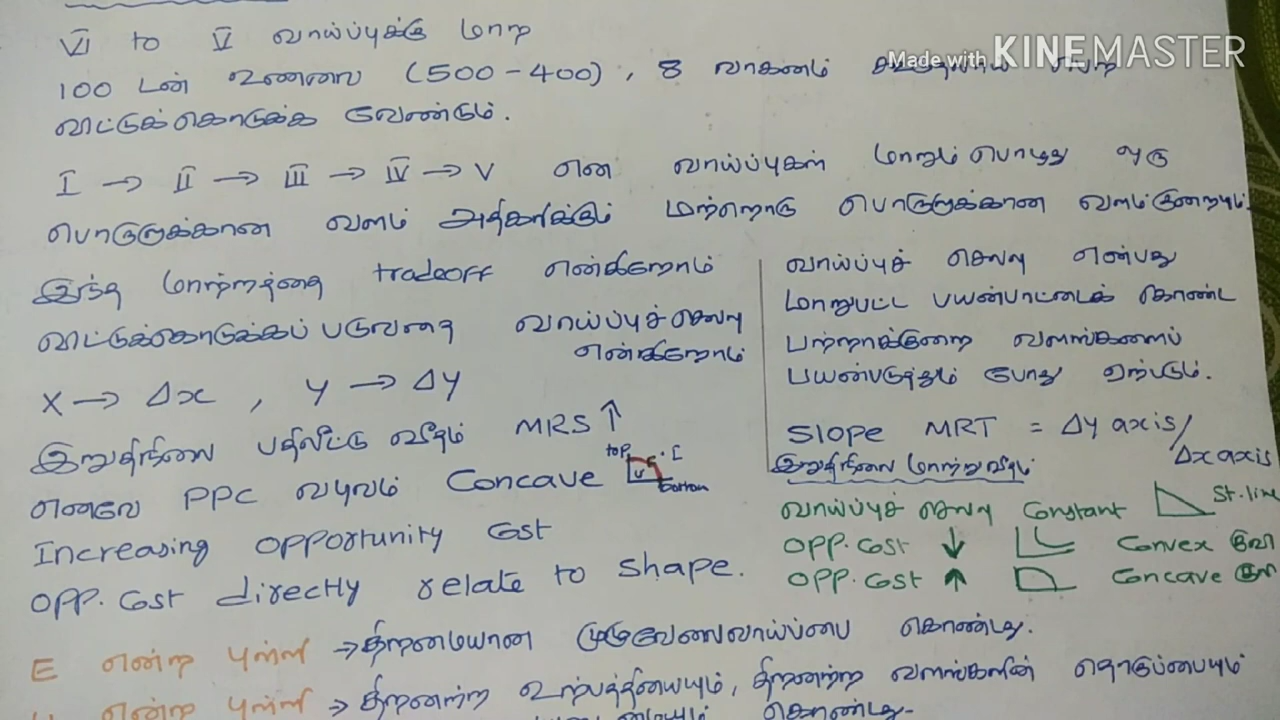 VI to V வாய்ப்புக்கு மாற
Made with KINEMASTER
100 டன் உணவை (500-400), 8 வாகனம்
விட்டுக்கொடுக்க வேண்டும்.
I → II → III → IV → V என வாய்ப்புகள் மாறும் பொழுது ஒரு
பொருளுக்கான வளம் அதிகரிக்கும் மற்றொரு பொருளுக்கான வளம்குறையும்.
இந்த மாற்றத்தை tradeoff என்கிறோம்
விட்டுக்கொடுக்கப்படுவதை வாய்ப்புச்செலவு
என்கிறோம்
X → Δx , Y → Δy
இறுதிநிலை பதிலீட்டு வீதம் MRS ↑
எனவே PPC வடிவம் Concave
top E
U
bottom
Increasing opportunity cost
opp. cost directly relate to shape.
வாய்ப்புச் செலவு என்பது
மாறுபட்ட பயன்பாட்டைக் கொண்ட
பற்றாக்குறை வளங்களைப்
பயன்படுத்தும் போது ஏற்படும்.
Slope MRT = Δy axis/
Δx axis
இறுதிநிலை மாற்றுவீதம்
வாய்ப்புச் செலவு Constant St.line
OPP.Cost ↓ Convex
OPP.Cost ↑ Concave
E என்ற புள்ளி → திறமையான முழுவேலைவாய்ப்பை கொண்டது.
என்ற புள்ளி → திறனற்ற உற்பத்தியையும், திறனற்ற வளங்களின் தொகுப்பையும்
கொண்டது.